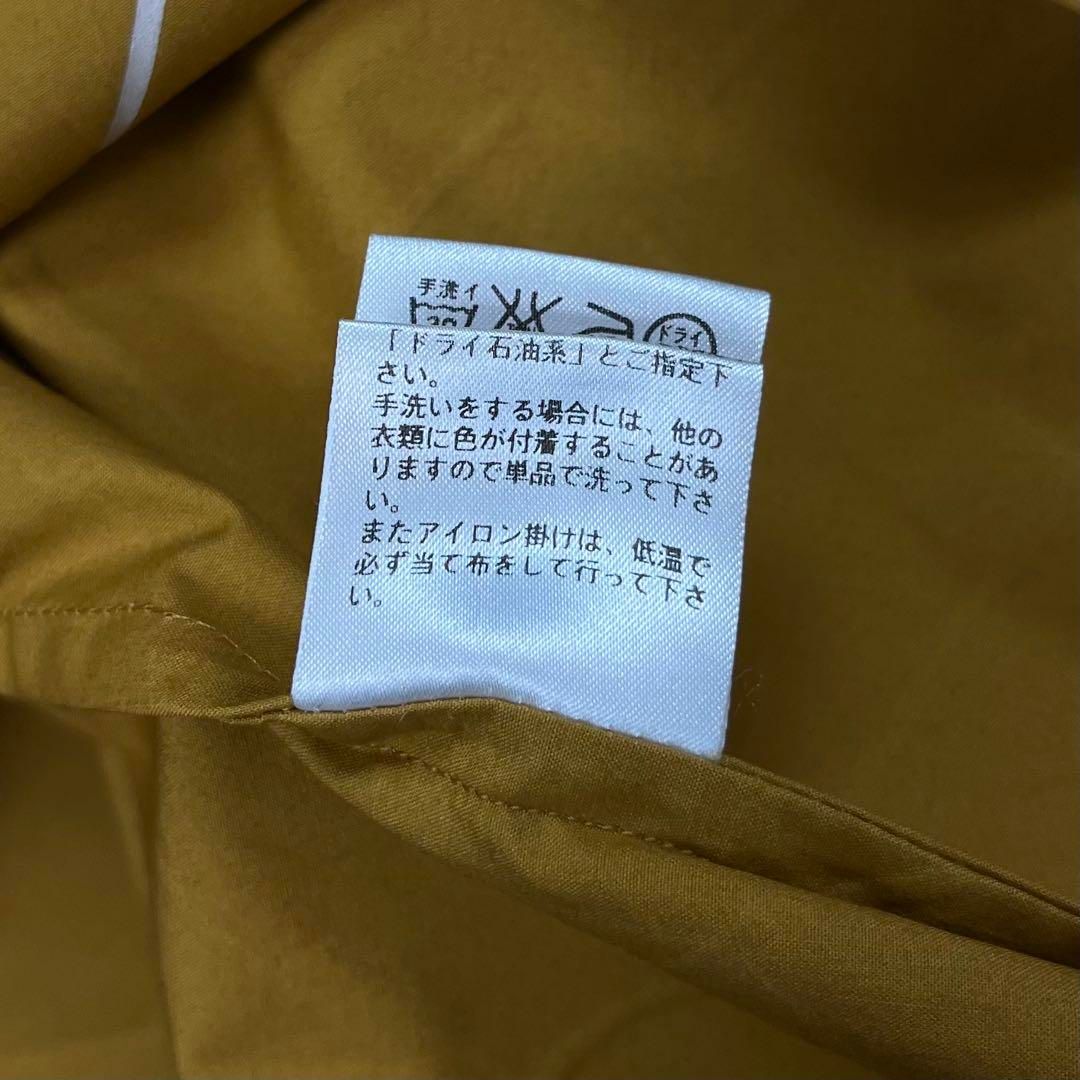 手洗イ
30
ドライ
「ドライ石油系」とご指定下
さい。
手洗いをする場合には、他の
衣類に色が付着することがあ
りますので単品で洗って下さ
い。
またアイロン掛けは、低温で
必ず当て布をして行って下さ
い。